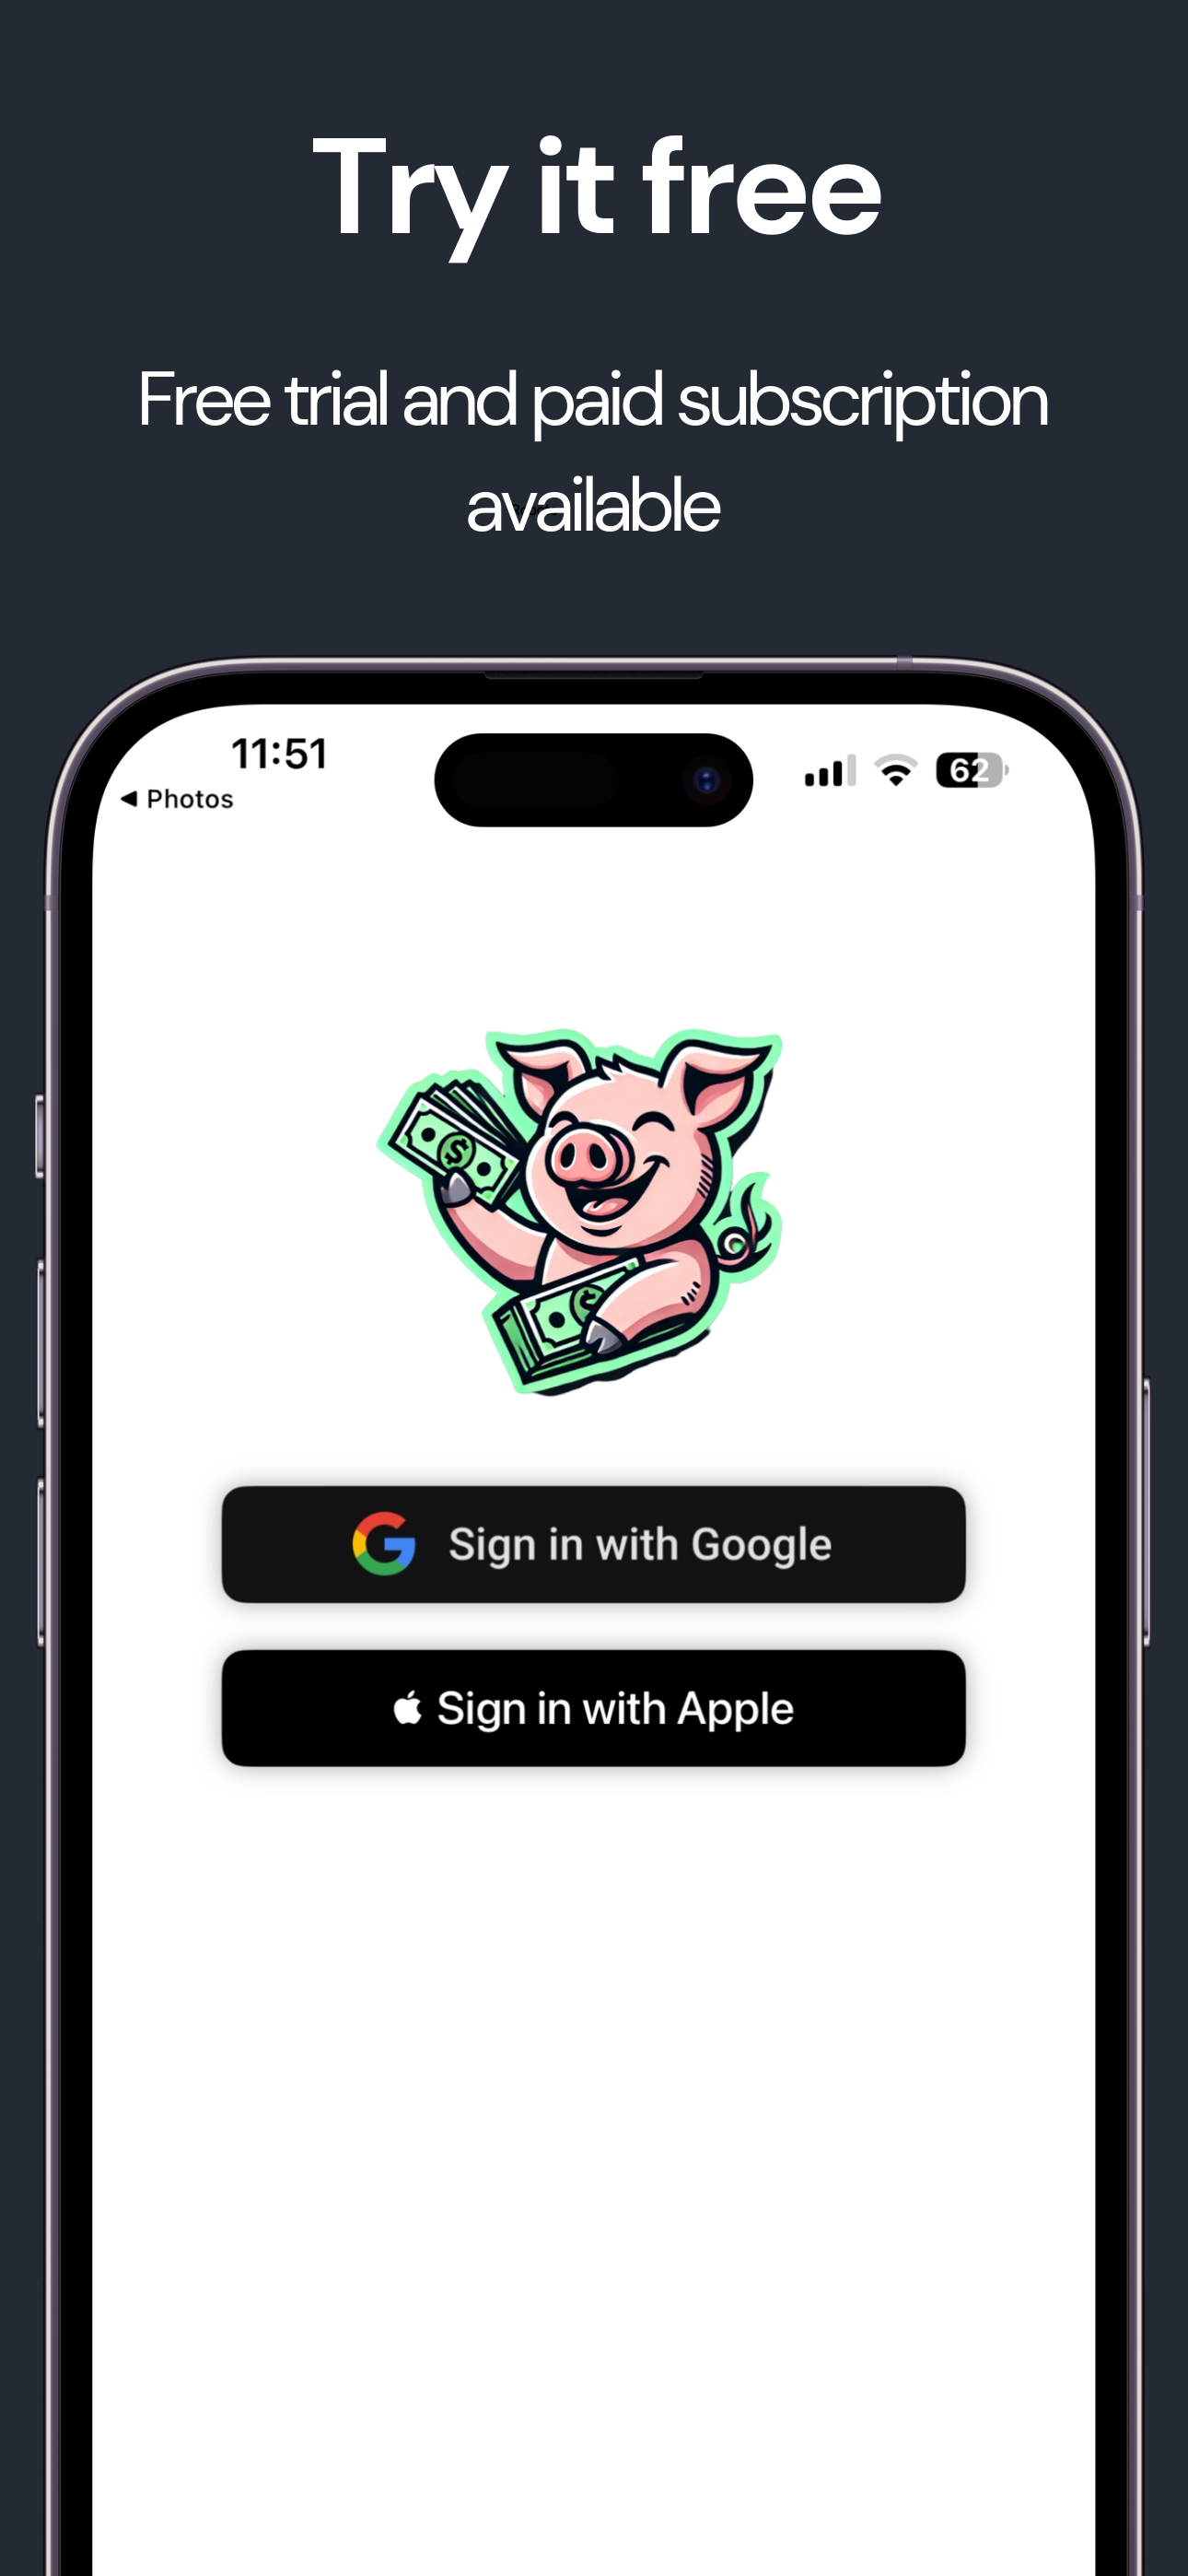 Try it free
Free trial and paid subscription
available
11:51
62
◀ Photos
Sign in with Google
Sign in with Apple